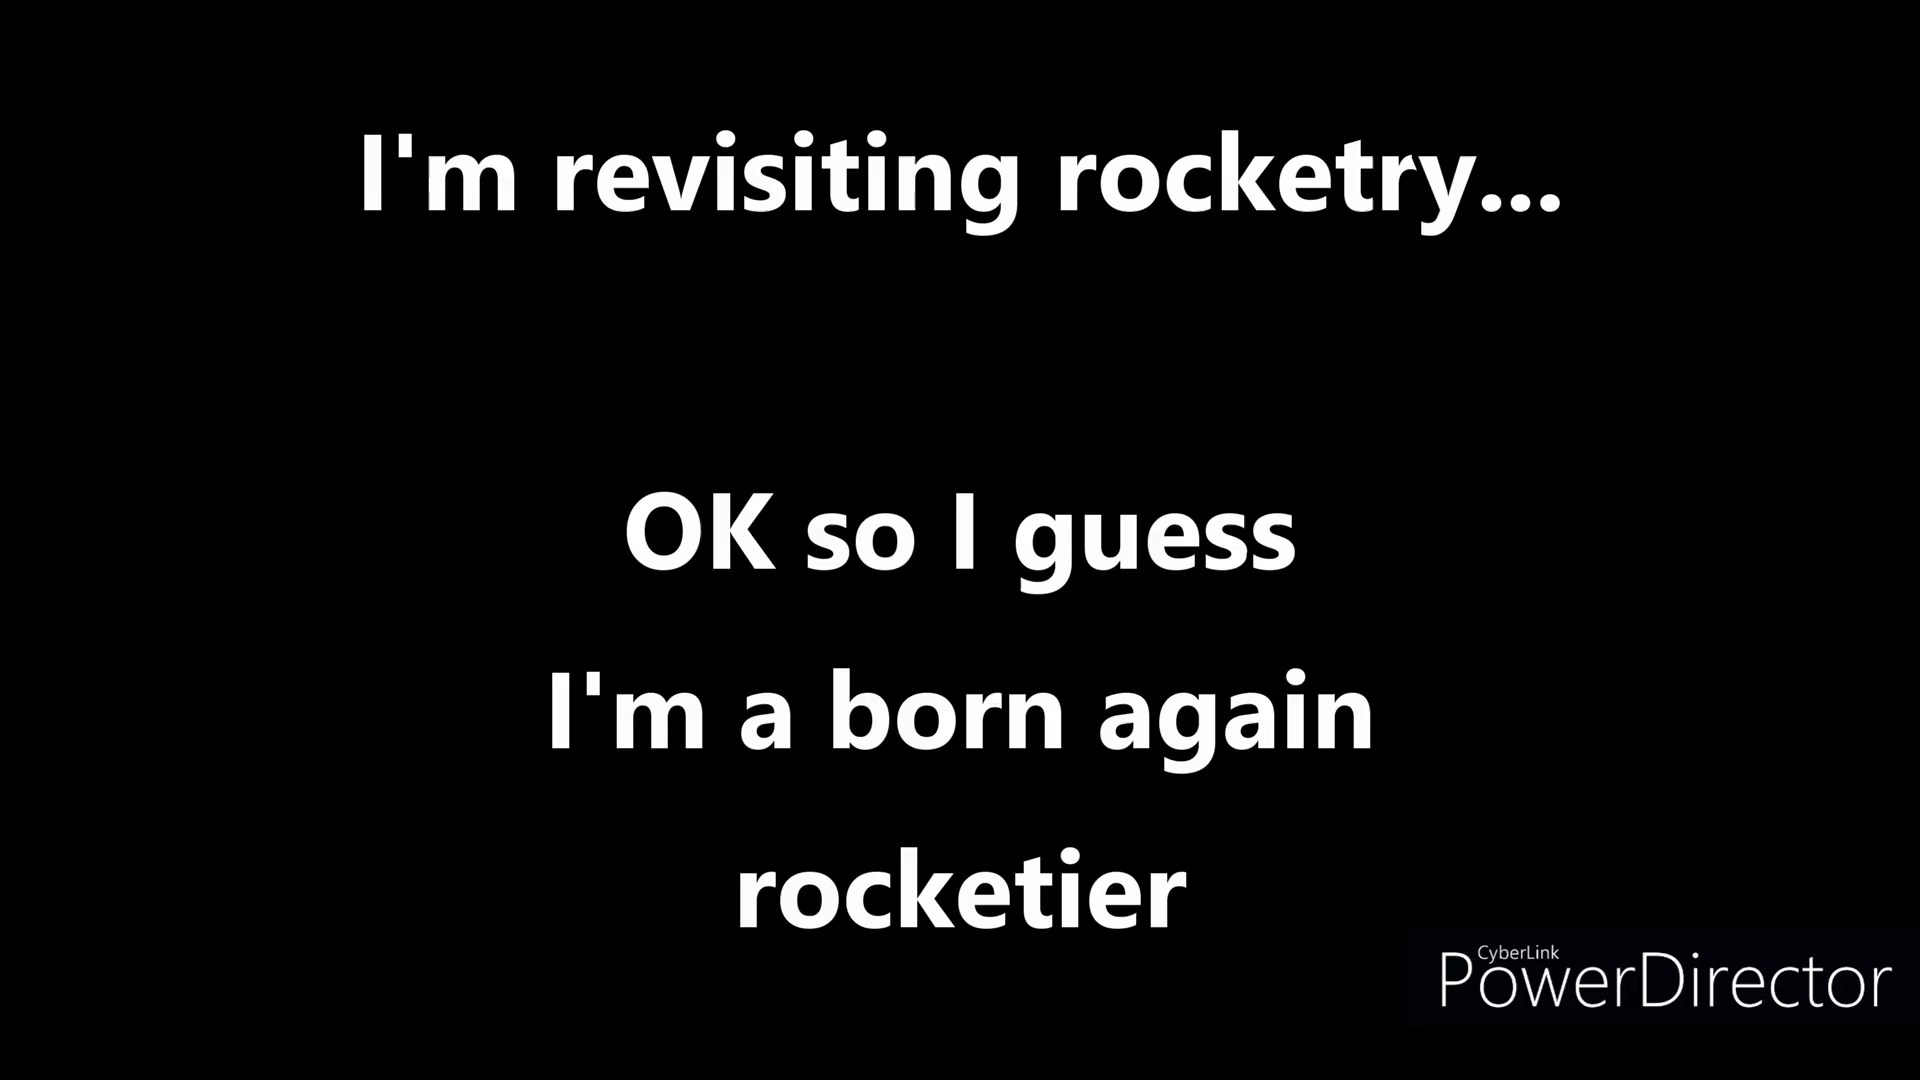 I'm revisiting rocketry...
OK so I guess
I'm a born again
rocketier
CyberLink
PowerDirector